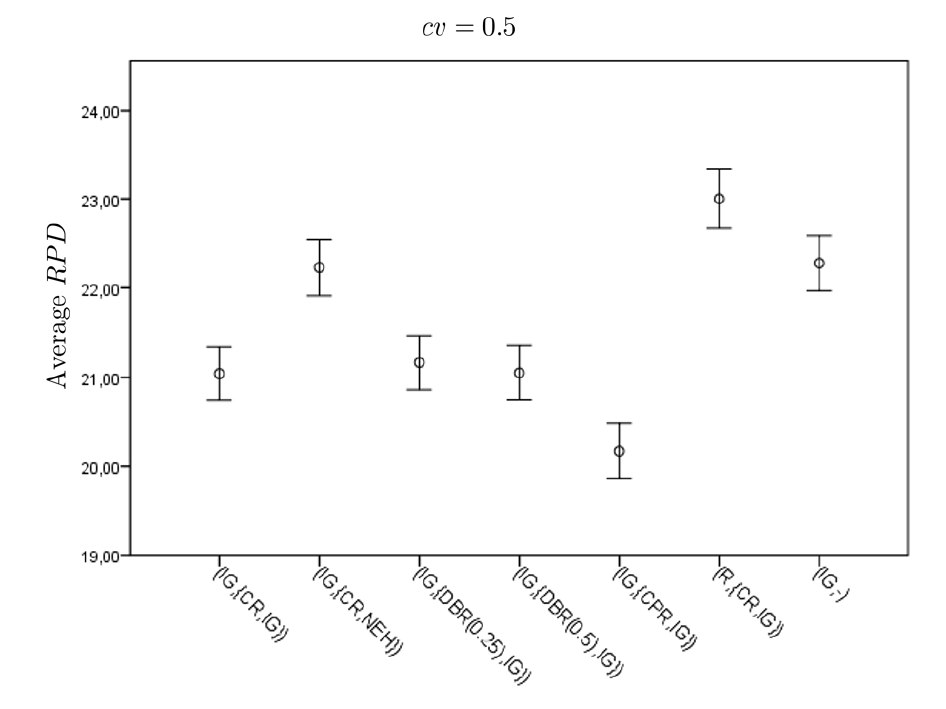 cv = 0.5
24,00
23,00
22,00
21,00
20,00
19,00
Average RPD
(IG,{CR,IG})
(IG,{CR,NEH})
(IG,{DBR(0.25),IG})
(IG,{DBR(0.5),IG})
(IG,{CPR,IG})
(R,{CR,IG})
(IG,-)